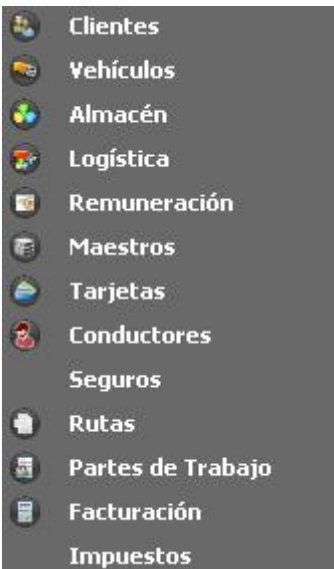 Clientes
Vehículos
Almacén
Logística
Remuneración
Maestros
Tarjetas
Conductores
Seguros
Rutas
Partes de Trabajo
Facturación
Impuestos